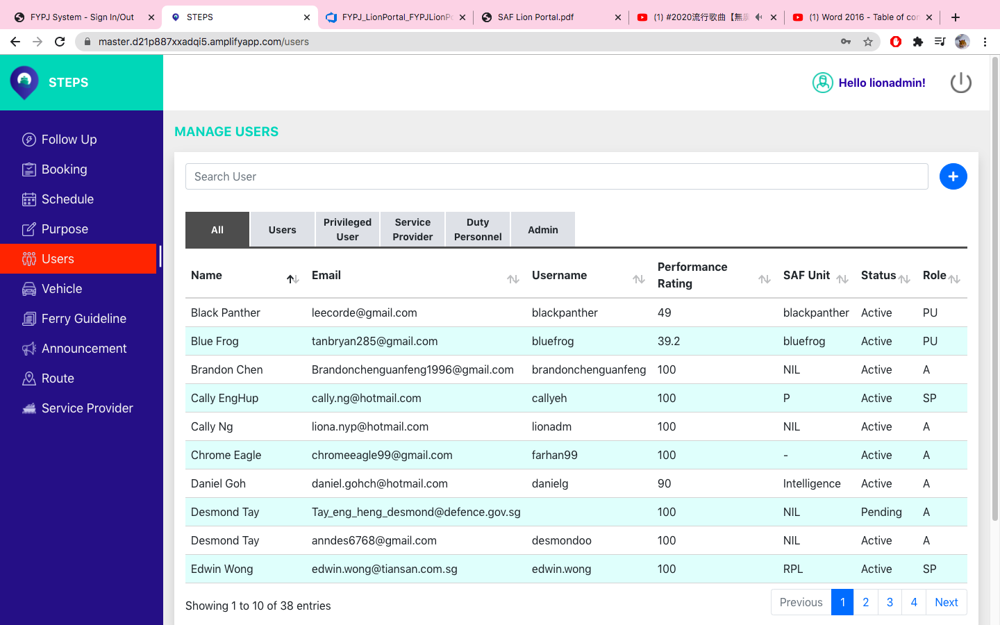 FYPJ System - Sign In/Out
STEPS
FYPJ_LionPortal_FYPJLionPo
SAF Lion Portal.pdf
(1) #2020流行歌曲【無
(1) Word 2016 - Table of con
master.d21p887xxadqi5.amplifyapp.com/users
STEPS
Hello lionadmin!
Follow Up
Booking
Schedule
Purpose
Users
Vehicle
Ferry Guideline
Announcement
Route
Service Provider
MANAGE USERS
Search User
All
Users
Privileged
User
Service
Provider
Duty
Personnel
Admin
Name Email Username Performance Rating SAF Unit Status Role
Black Panther leecorde@gmail.com blackpanther 49 blackpanther Active PU
Blue Frog tanbryan285@gmail.com bluefrog 39.2 bluefrog Active PU
Brandon Chen Brandonchenguanfeng1996@gmail.com brandonchenguanfeng 100 NIL Active A
Cally EngHup cally.ng@hotmail.com callyeh 100 P Active SP
Cally Ng liona.nyp@hotmail.com lionadm 100 NIL Active A
Chrome Eagle chromeeagle99@gmail.com farhan99 100 - Active A
Daniel Goh daniel.gohch@hotmail.com danielg 90 Intelligence Active A
Desmond Tay Tay_eng_heng_desmond@defence.gov.sg 100 NIL Pending A
Desmond Tay anndes6768@gmail.com desmondoo 100 NIL Active A
Edwin Wong edwin.wong@tiansan.com.sg edwin.wong 100 RPL Active SP
Showing 1 to 10 of 38 entries
Previous 1 2 3 4 Next